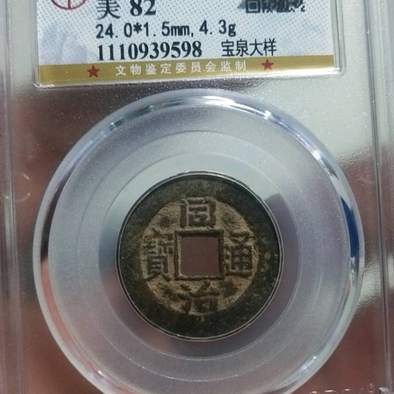 美 82
24.0*1.5mm, 4.3g
1110939598 宝泉大样
★ 文物鉴定委员会监制 ★
同
寶 通
治